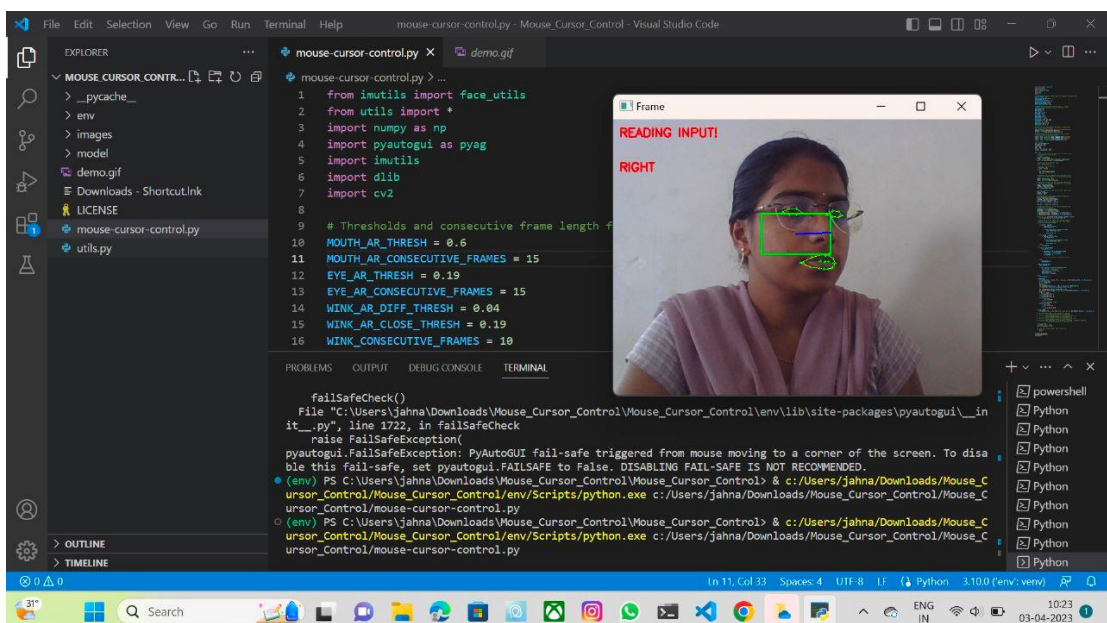 File Edit Selection View Go Run Terminal Help mouse-cursor-control.py - Mouse_Cursor_Control - Visual Studio Code
EXPLORER
MOUSE_CURSOR_CONTR...
> __pycache__
> env
> images
> model
demo.gif
Downloads - Shortcut.lnk
LICENSE
mouse-cursor-control.py
utils.py
> OUTLINE
> TIMELINE
mouse-cursor-control.py demo.gif
mouse-cursor-control.py > ...
1 from imutils import face_utils
2 from utils import *
3 import numpy as np
4 import pyautogui as pyag
5 import imutils
6 import dlib
7 import cv2
8
9 # Thresholds and consecutive frame length f
10 MOUTH_AR_THRESH = 0.6
11 MOUTH_AR_CONSECUTIVE_FRAMES = 15
12 EYE_AR_THRESH = 0.19
13 EYE_AR_CONSECUTIVE_FRAMES = 15
14 WINK_AR_DIFF_THRESH = 0.04
15 WINK_AR_CLOSE_THRESH = 0.19
16 WINK_CONSECUTIVE_FRAMES = 10
Frame
READING INPUT!
RIGHT
PROBLEMS OUTPUT DEBUG CONSOLE TERMINAL
failSafeCheck()
File "C:\Users\jahna\Downloads\Mouse_Cursor_Control\Mouse_Cursor_Control\env\lib\site-packages\pyautogui\__in
it__.py", line 1722, in failSafeCheck
raise FailSafeException(
pyautogui.FailSafeException: PyAutoGUI fail-safe triggered from mouse moving to a corner of the screen. To disa
ble this fail-safe, set pyautogui.FAILSAFE to False. DISABLING FAIL-SAFE IS NOT RECOMMENDED.
(env) PS C:\Users\jahna\Downloads\Mouse_Cursor_Control\Mouse_Cursor_Control> & c:/Users/jahna/Downloads/Mouse_C
ursor_Control/Mouse_Cursor_Control/env/Scripts/python.exe c:/Users/jahna/Downloads/Mouse_Cursor_Control/Mouse_C
ursor_Control/mouse-cursor-control.py
(env) PS C:\Users\jahna\Downloads\Mouse_Cursor_Control\Mouse_Cursor_Control> & c:/Users/jahna/Downloads/Mouse_C
ursor_Control/Mouse_Cursor_Control/env/Scripts/python.exe c:/Users/jahna/Downloads/Mouse_Cursor_Control/Mouse_C
ursor_Control/mouse-cursor-control.py
powershell
Python
Python
Python
Python
Python
Python
Python
Python
Python
0 0 Ln 11, Col 33 Spaces: 4 UTF-8 LF Python 3.10.0 ('env': venv)
31° Search ENG 10:23
IN 03-04-2023 1